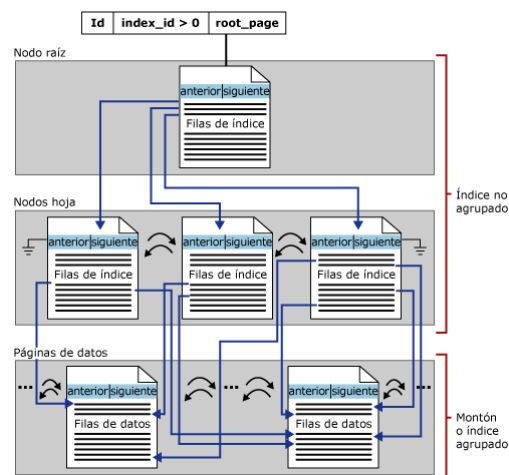 Id index_id > 0 root_page
Nodo raíz
anterior|siguiente
Filas de índice
Nodos hoja
anterior|siguiente anterior|siguiente anterior|siguiente
Filas de índice Filas de índice Filas de índice
Índice no
agrupado
Páginas de datos
... ... ...
anterior|siguiente anterior|siguiente
Filas de datos Filas de datos
Montón
o índice
agrupado